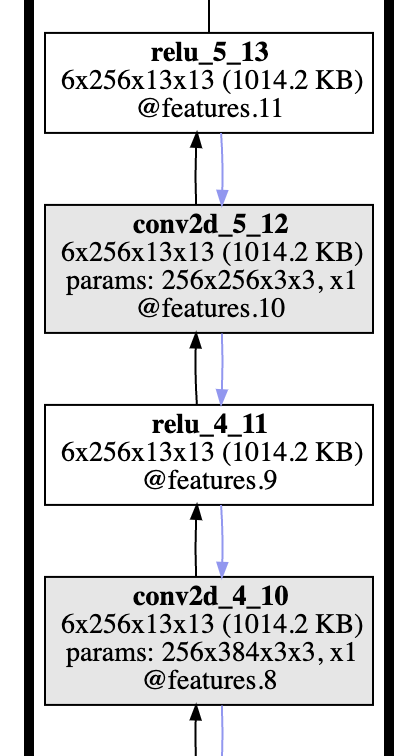 relu_5_13
6x256x13x13 (1014.2 KB)
@features.11
conv2d_5_12
6x256x13x13 (1014.2 KB)
params: 256x256x3x3, x1
@features.10
relu_4_11
6x256x13x13 (1014.2 KB)
@features.9
conv2d_4_10
6x256x13x13 (1014.2 KB)
params: 256x384x3x3, x1
@features.8